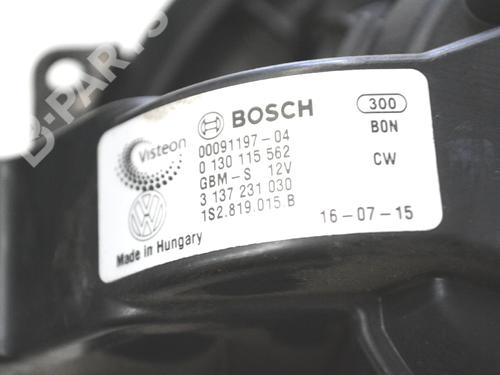 B-PARTS
Visteon
BOSCH
00091197-04
0 130 115 562
GBM-S 12V
3 137 231 030
1S2.819.015.B
Made in Hungary
300
BON
CW
16-07-15